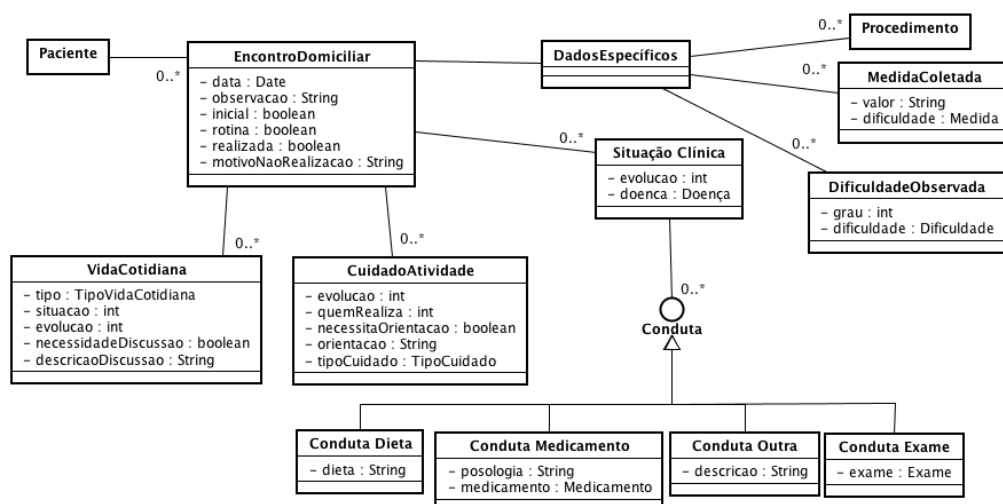 Paciente
0..*
EncontroDomiciliar
- data : Date
- observacao : String
- inicial : boolean
- rotina : boolean
- realizada : boolean
- motivoNaoRealizacao : String
DadosEspecíficos
0..*
Procedimento
0..*
MedidaColetada
- valor : String
- dificuldade : Medida
0..*
DificuldadeObservada
- grau : int
- dificuldade : Dificuldade
0..*
Situação Clínica
- evolucao : int
- doenca : Doença
0..*
VidaCotidiana
- tipo : TipoVidaCotidiana
- situacao : int
- evolucao : int
- necessidadeDiscussao : boolean
- descricaoDiscussao : String
0..*
CuidadoAtividade
- evolucao : int
- quemRealiza : int
- necessitaOrientacao : boolean
- orientacao : String
- tipoCuidado : TipoCuidado
0..*
Conduta
Conduta Dieta
- dieta : String
Conduta Medicamento
- posologia : String
- medicamento : Medicamento
Conduta Outra
- descricao : String
Conduta Exame
- exame : Exame